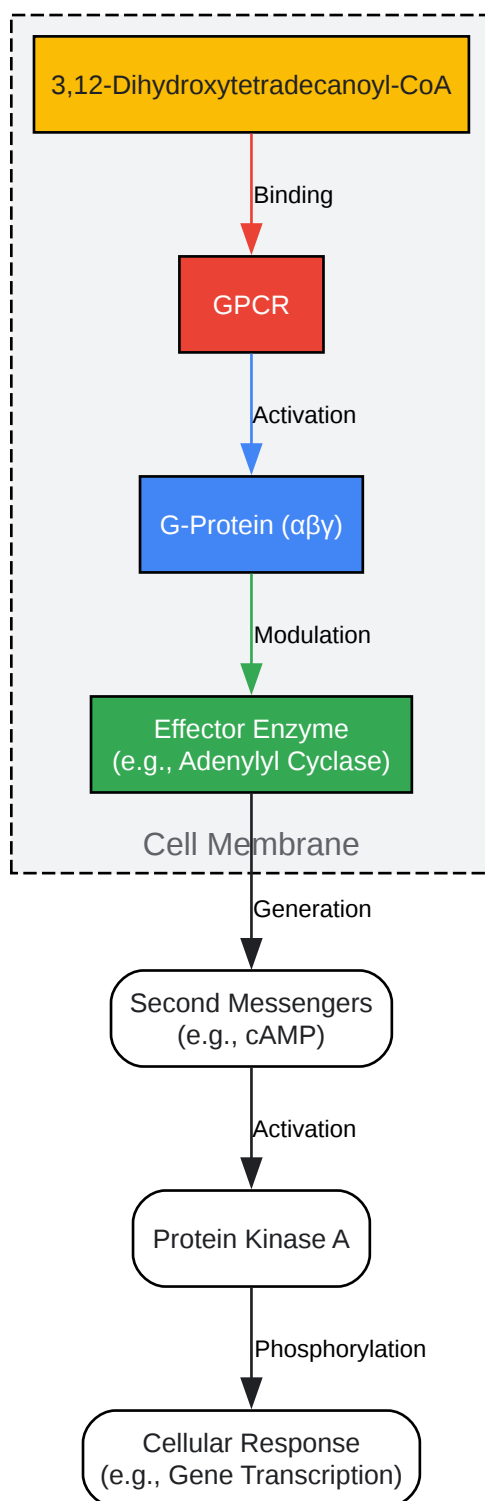 3,12-Dihydroxytetradecanoyl-CoA
Binding
GPCR
Activation
G-Protein (αβγ)
Modulation
Effector Enzyme
(e.g., Adenylyl Cyclase)
Cell Membrane
Generation
Second Messengers
(e.g., cAMP)
Activation
Protein Kinase A
Phosphorylation
Cellular Response
(e.g., Gene Transcription)